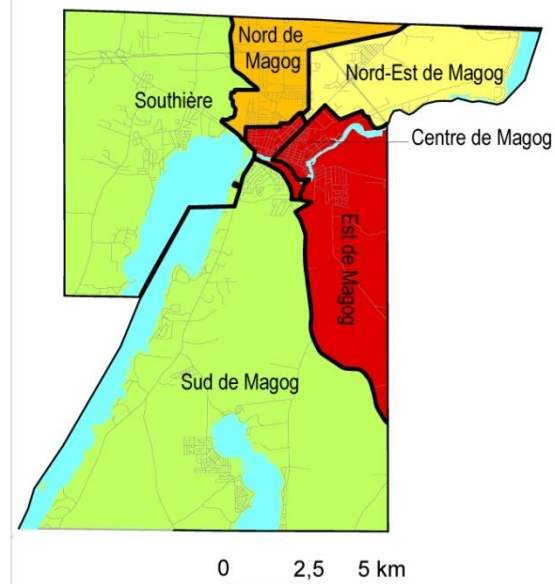 Nord de
Magog
Nord-Est de Magog
Southière
Centre de Magog
Est de Magog
Sud de Magog
0 2,5 5 km